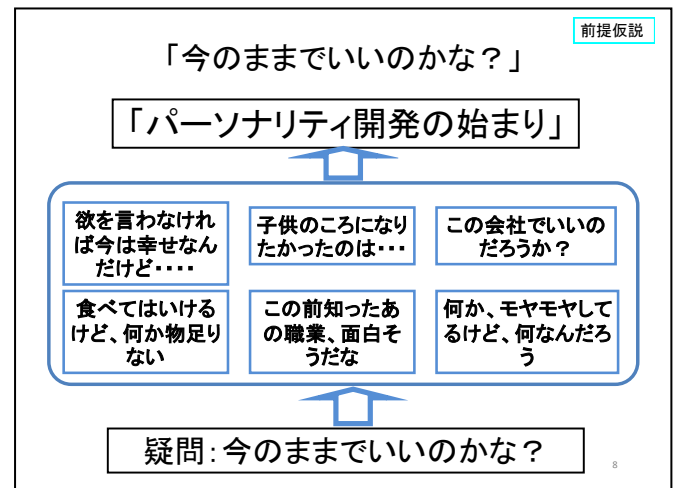 前提仮説
「今のままでいいのかな？」
「パーソナリティ開発の始まり」
欲を言わなけれ
ば今は幸せなん
だけど・・・・
子供のころになり
たかったのは・・・
この会社でいいの
だろうか？
食べてはいける
けど、何か物足り
ない
この前知ったあ
の職業、面白そ
うだな
何か、モヤモヤして
るけど、何なんだろ
う
疑問：今のままでいいのかな？
8